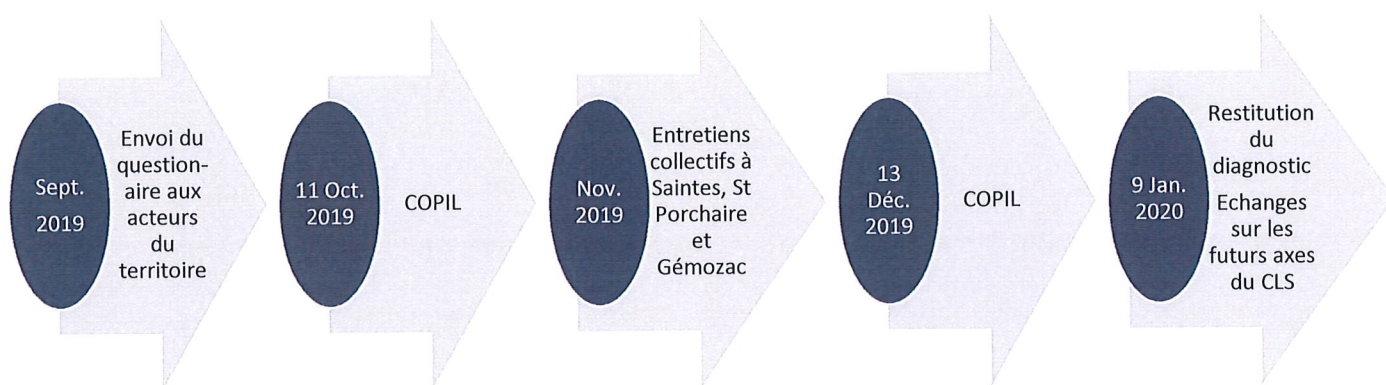 Sept.
2019
Envoi du
question-
aire aux
acteurs
du
territoire
11 Oct.
2019
COPIL
Nov.
2019
Entretiens
collectifs à
Saintes, St
Porchaire
et
Gémozac
13
Déc.
2019
COPIL
9 Jan.
2020
Restitution
du
diagnostic
Echanges
sur les
futurs axes
du CLS